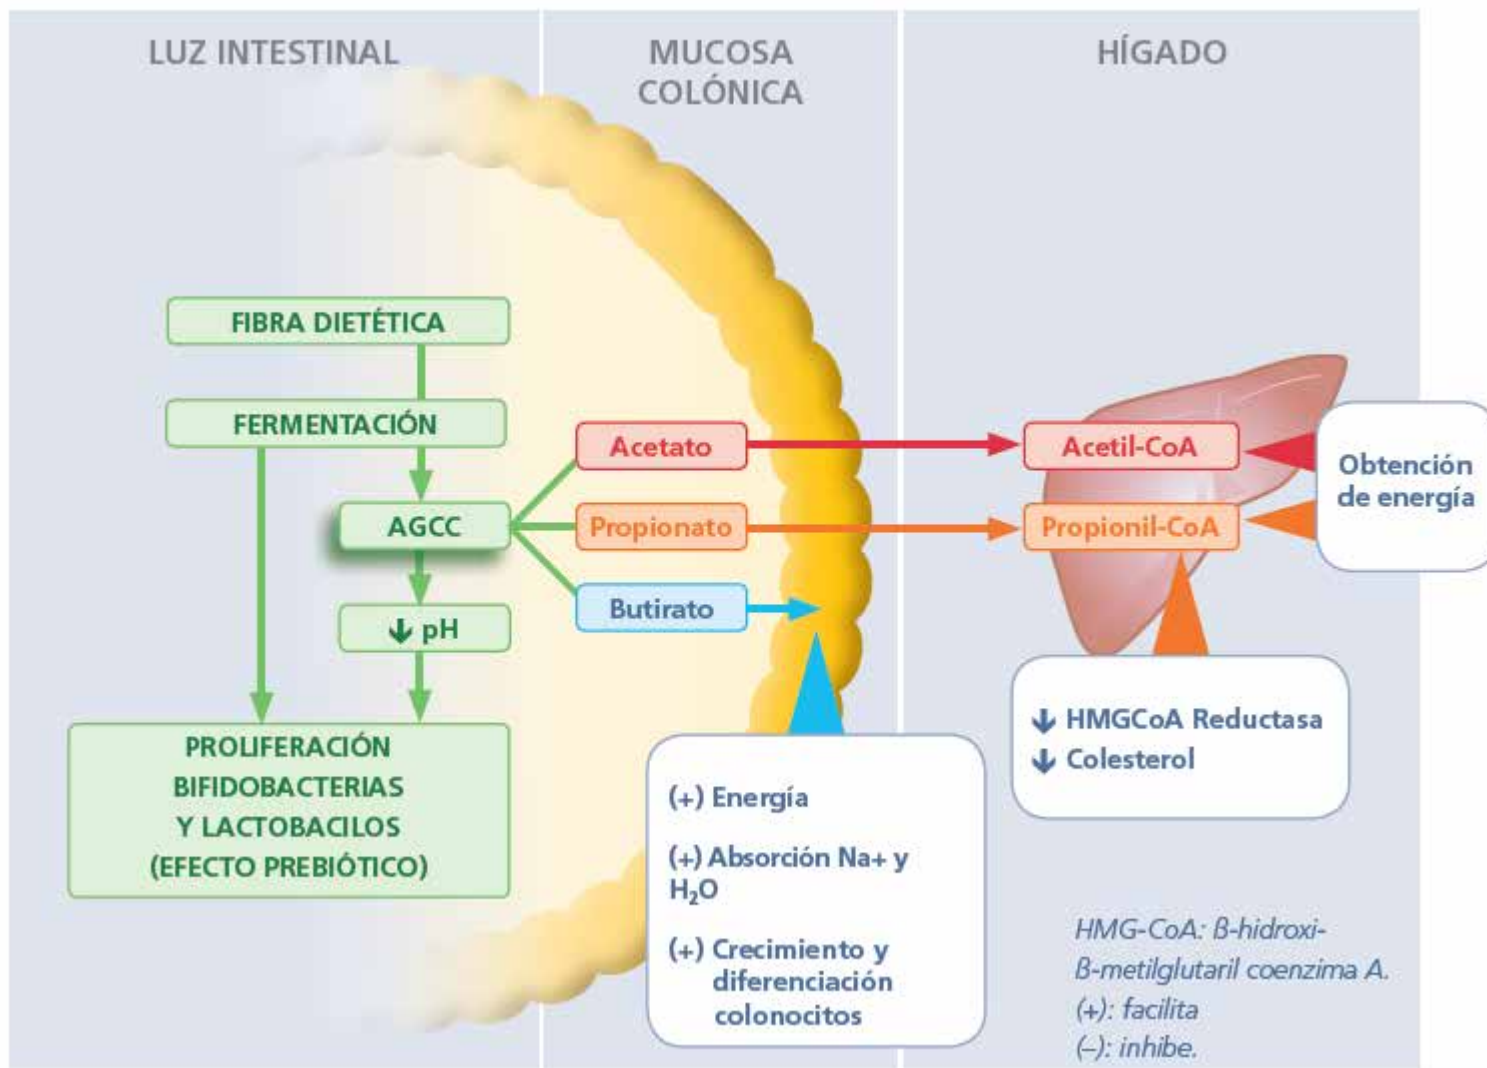 LUZ INTESTINAL
MUCOSA
COLÓNICA
HÍGADO
FIBRA DIETÉTICA
FERMENTACIÓN
AGCC
↓ pH
PROLIFERACIÓN
BIFIDOBACTERIAS
Y LACTOBACILOS
(EFECTO PREBIÓTICO)
Acetato
Propionato
Butirato
(+) Energía
(+) Absorción Na+ y
H₂O
(+) Crecimiento y
diferenciación
colonocitos
Acetil-CoA
Propionil-CoA
Obtención
de energía
↓ HMGCoA Reductasa
↓ Colesterol
HMG-CoA: ß-hidroxi-
ß-metilglutaril coenzima A.
(+): facilita
(–): inhibe.